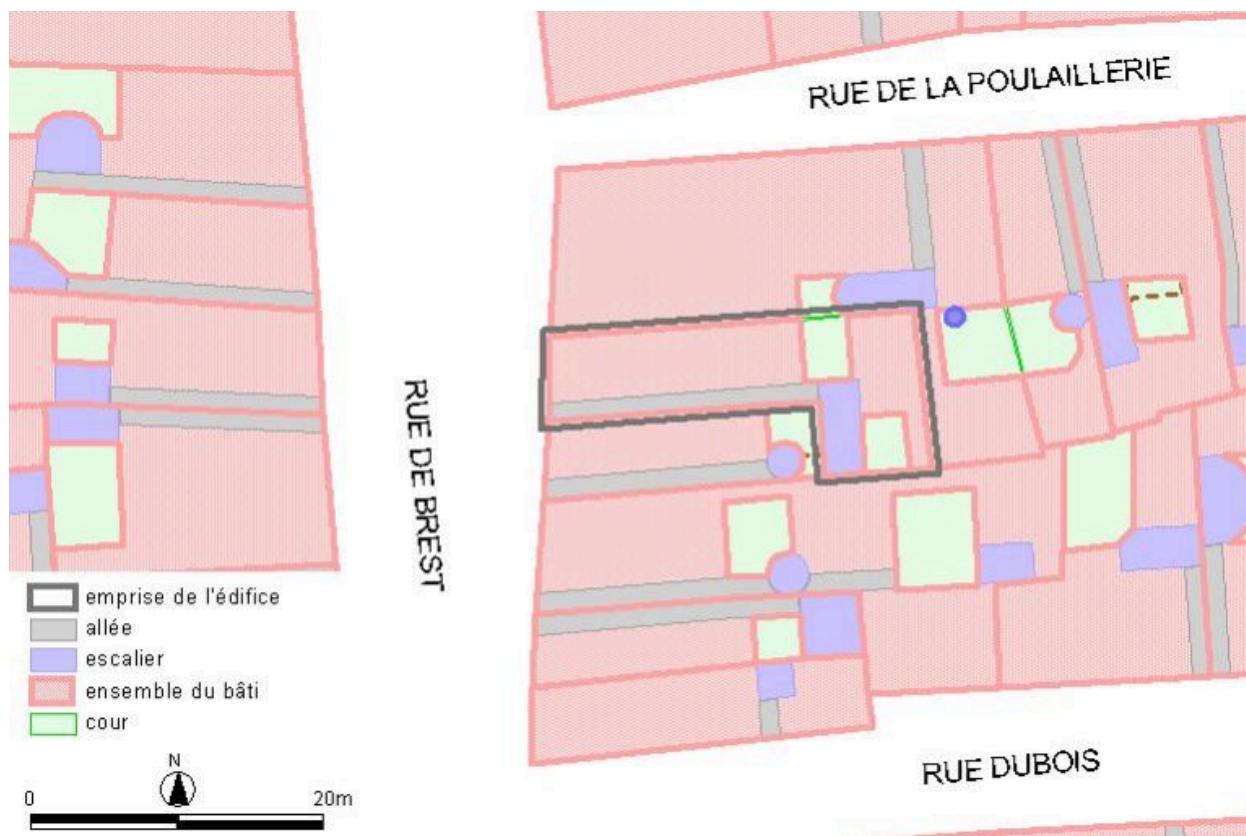 RUE DE LA POULAILLERIE
RUE DE BREST
emprise de l'édifice
allée
escalier
ensemble du bâti
cour
N
0 20m
RUE DUBOIS